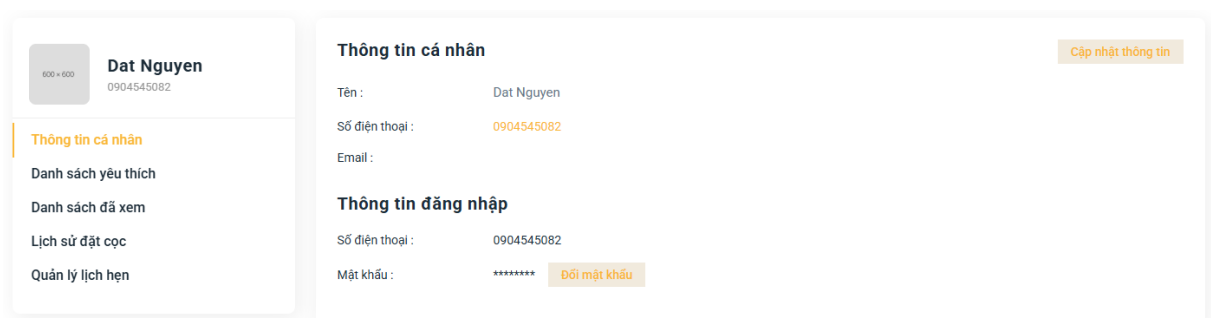 600 × 600
Dat Nguyen
0904545082
Thông tin cá nhân
Danh sách yêu thích
Danh sách đã xem
Lịch sử đặt cọc
Quản lý lịch hẹn
Thông tin cá nhân
Cập nhật thông tin
Tên : Dat Nguyen
Số điện thoại : 0904545082
Email :
Thông tin đăng nhập
Số điện thoại : 0904545082
Mật khẩu : ******** Đổi mật khẩu